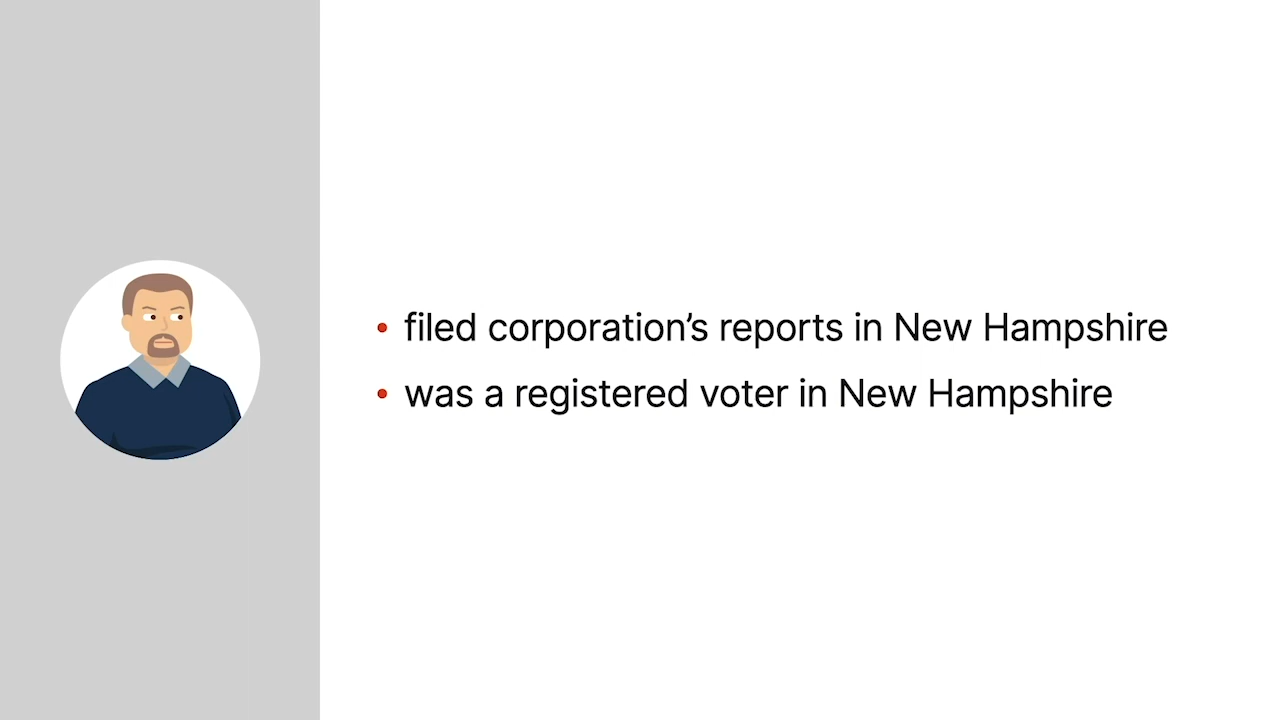 • filed corporation’s reports in New Hampshire
• was a registered voter in New Hampshire